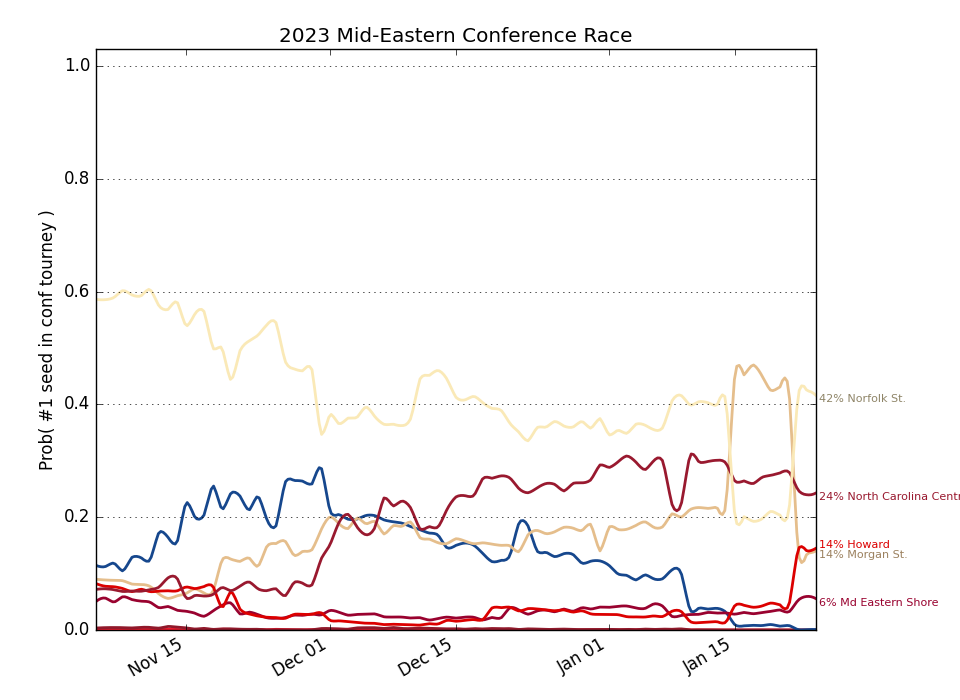 2023 Mid-Eastern Conference Race
Prob( #1 seed in conf tourney )
1.0
0.8
0.6
0.4
0.2
0.0
Nov 15
Dec 01
Dec 15
Jan 01
Jan 15
42% Norfolk St.
24% North Carolina Centr
14% Howard
14% Morgan St.
6% Md Eastern Shore